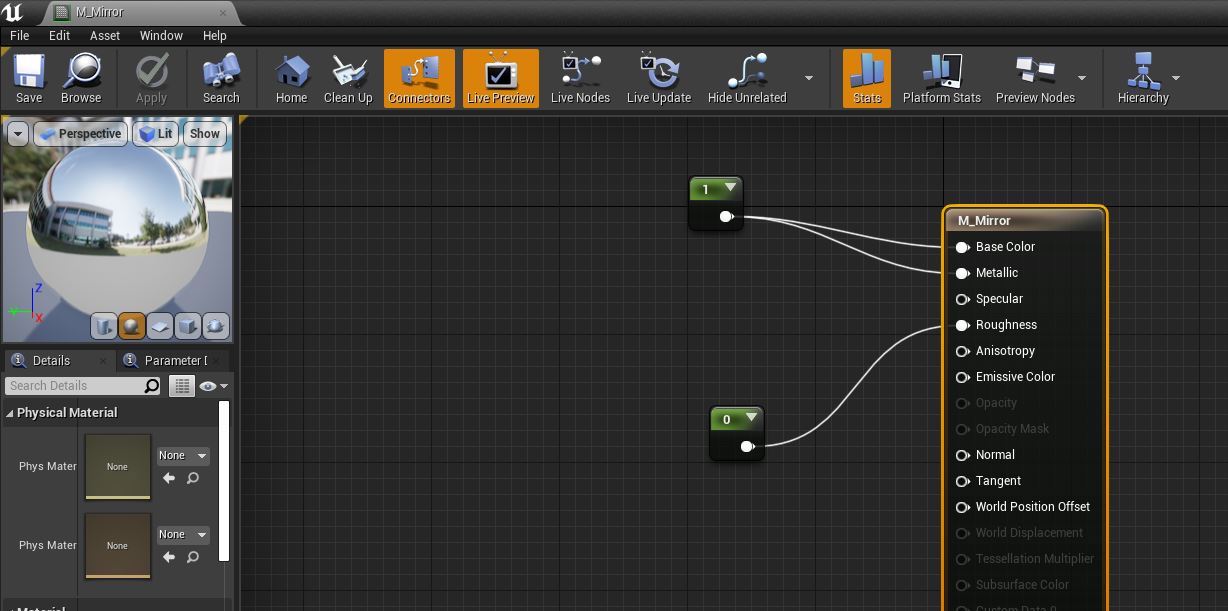 M_Mirror
File Edit Asset Window Help
Save Browse Apply Search Home Clean Up Connectors Live Preview Live Nodes Live Update Hide Unrelated Stats Platform Stats Preview Nodes Hierarchy
Perspective Lit Show
Z
Y
X
Details Parameter
Search Details
Physical Material
Phys Mater None None
Phys Mater None None
Material
1
0
M_Mirror
Base Color
Metallic
Specular
Roughness
Anisotropy
Emissive Color
Opacity
Opacity Mask
Normal
Tangent
World Position Offset
World Displacement
Tessellation Multiplier
Subsurface Color
Custom Data 0